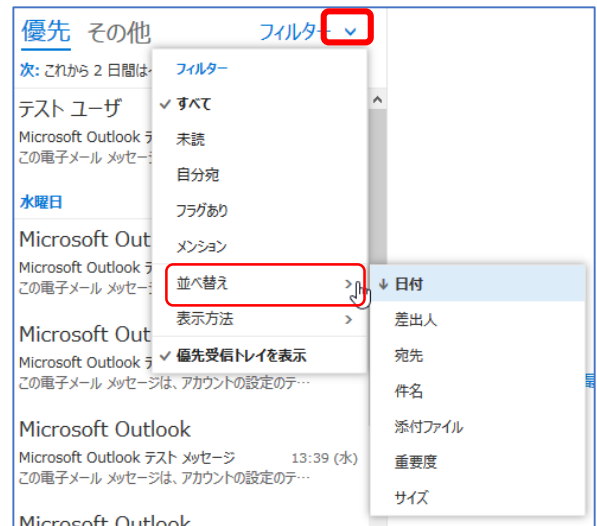 優先 その他 フィルター
次: これから 2 日間は
フィルター
すべて
未読
自分宛
フラグあり
メンション
並べ替え
表示方法
優先受信トレイを表示
日付
差出人
宛先
件名
添付ファイル
重要度
サイズ
テスト ユーザ
Microsoft Outlook テ
この電子メール メッセー
水曜日
Microsoft Out
Microsoft Outlook テ
この電子メール メッセー
Microsoft Out
Microsoft Outlook テ
この電子メール メッセージは、アカウントの設定のテ…
Microsoft Outlook
Microsoft Outlook テスト メッセージ 13:39 (水)
この電子メール メッセージは、アカウントの設定のテ…
Microsoft Outlook